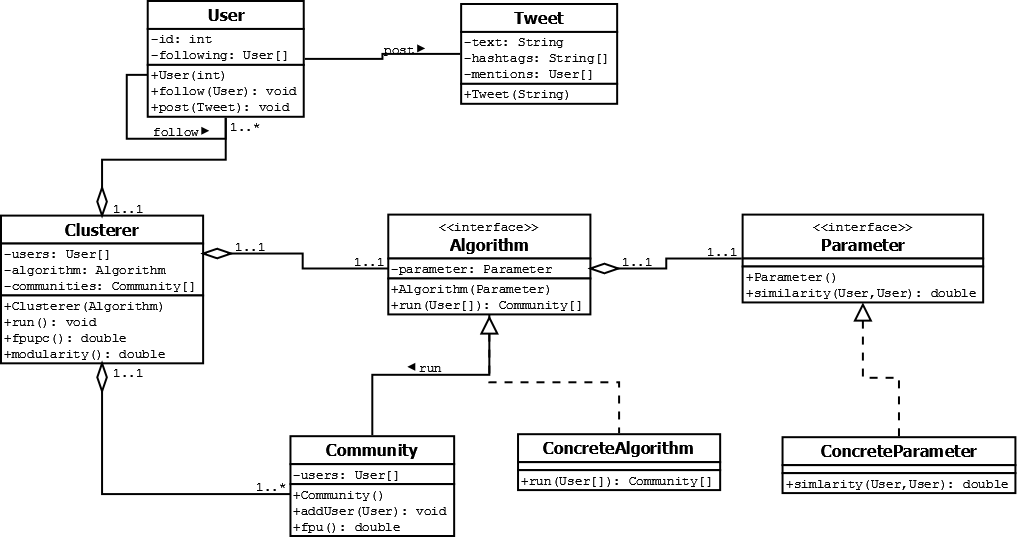 User
-id: int
-following: User[]
+User(int)
+follow(User): void
+post(Tweet): void
post
Tweet
-text: String
-hashtags: String[]
-mentions: User[]
+Tweet(String)
follow
1..*
1..1
Clusterer
-users: User[]
-algorithm: Algorithm
-communities: Community[]
+Clusterer(Algorithm)
+run(): void
+fpupc(): double
+modularity(): double
1..1
1..1
<<interface>>
Algorithm
-parameter: Parameter
+Algorithm(Parameter)
+run(User[]): Community[]
1..1
1..1
<<interface>>
Parameter
+Parameter()
+similarity(User,User): double
1..1
run
1..*
Community
-users: User[]
+Community()
+addUser(User): void
+fpu(): double
ConcreteAlgorithm
+run(User[]): Community[]
ConcreteParameter
+simlarity(User,User): double